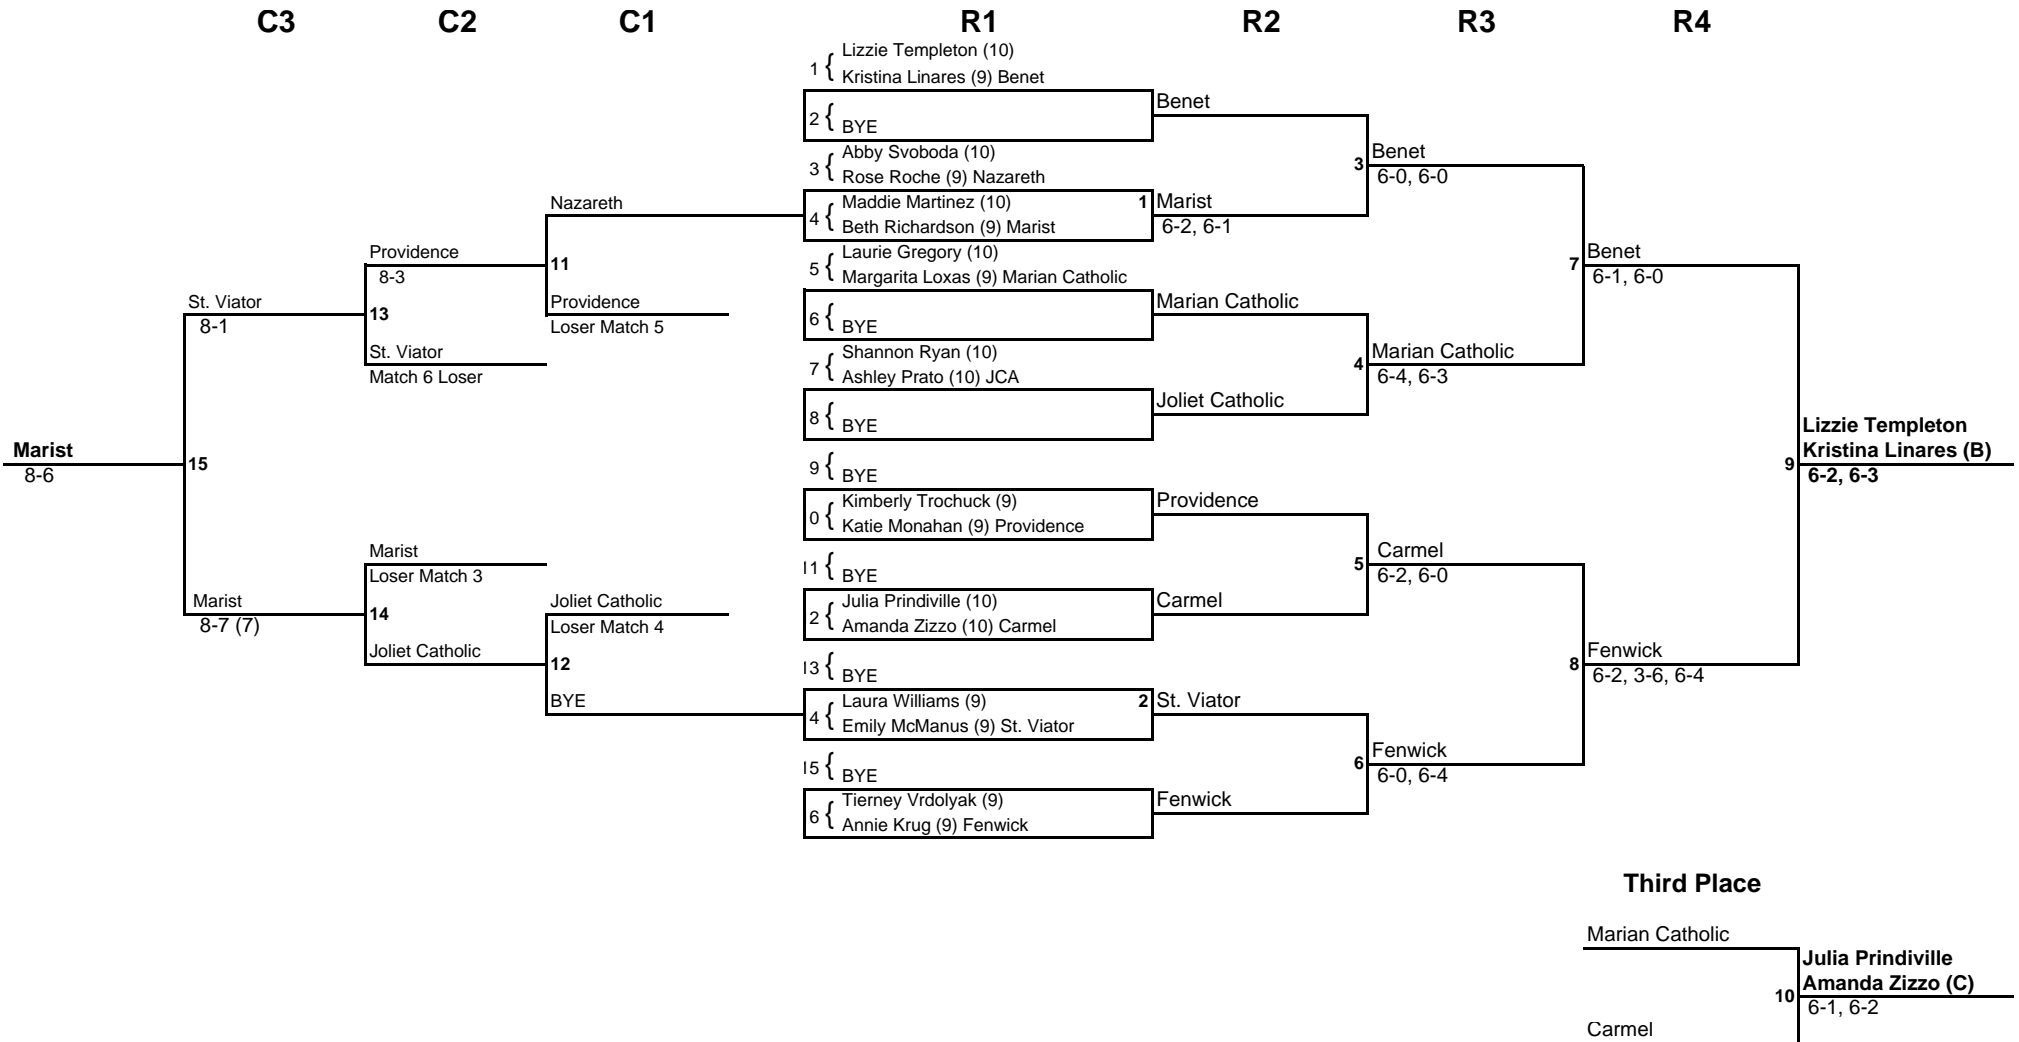 C3 C2 C1 R1 R2 R3 R4
Lizzie Templeton (10)
1 {
Kristina Linares (9) Benet
Benet
2 {
BYE
Abby Svoboda (10)
3 {
Rose Roche (9) Nazareth
3 Benet
6-0, 6-0
Nazareth
Maddie Martinez (10)
1 Marist
4 {
Beth Richardson (9) Marist
6-2, 6-1
Providence
8-3
11
Laurie Gregory (10)
5 {
Margarita Loxas (9) Marian Catholic
7 Benet
6-1, 6-0
St. Viator
8-1
13
Providence
Loser Match 5
Marian Catholic
6 {
BYE
St. Viator
Match 6 Loser
Shannon Ryan (10)
7 {
Ashley Prato (10) JCA
4 Marian Catholic
6-4, 6-3
Joliet Catholic
8 {
BYE
Marist
8-6
15
9 {
BYE
9 Lizzie Templeton
Kristina Linares (B)
6-2, 6-3
Kimberly Trochuck (9)
0 {
Katie Monahan (9) Providence
Providence
Marist
Loser Match 3
11 {
BYE
5 Carmel
6-2, 6-0
Marist
8-7 (7)
14
Joliet Catholic
Loser Match 4
Julia Prindiville (10)
2 {
Amanda Zizzo (10) Carmel
Carmel
Joliet Catholic
12
13 {
BYE
8 Fenwick
6-2, 3-6, 6-4
BYE
Laura Williams (9)
4 {
Emily McManus (9) St. Viator
2 St. Viator
15 {
BYE
6 Fenwick
6-0, 6-4
Tierney Vrdolyak (9)
6 {
Annie Krug (9) Fenwick
Fenwick
Third Place
Marian Catholic
10 Julia Prindiville
Amanda Zizzo (C)
6-1, 6-2
Carmel